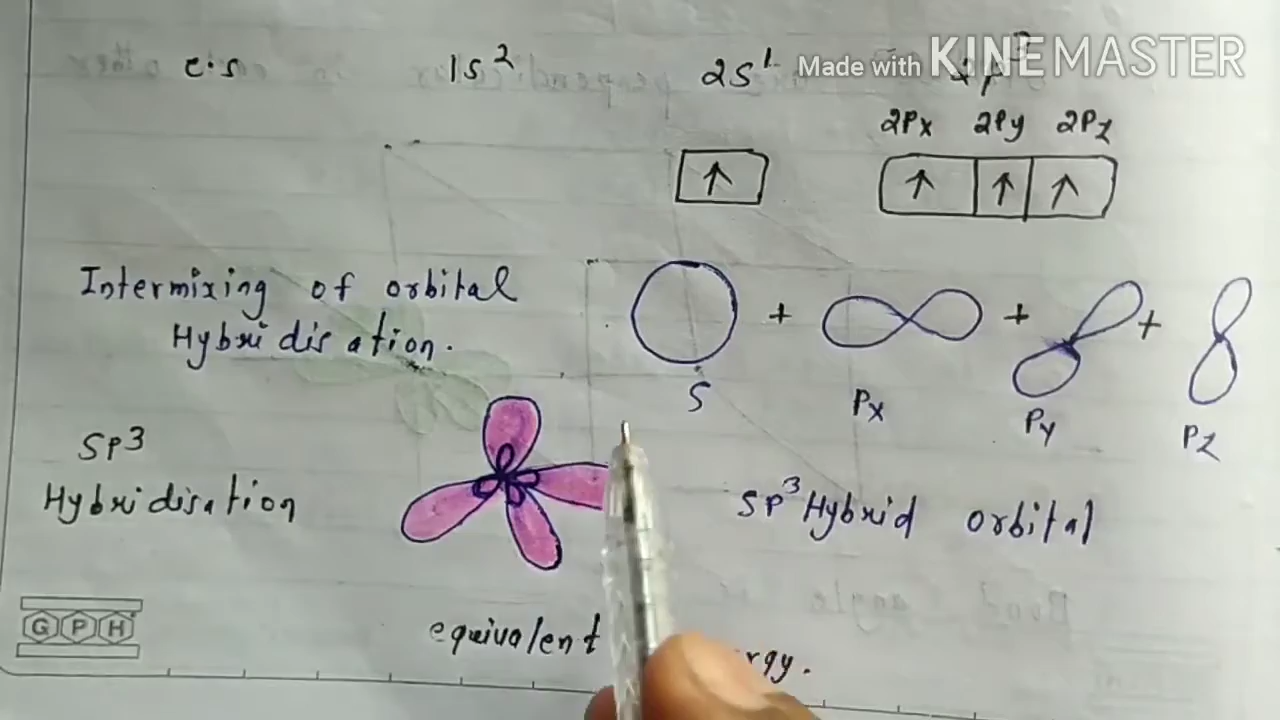 e.s 1s² 2s¹ 2p³
Made with KINEMASTER
2Px 2Py 2Pz
↑ ↑ ↑ ↑
Intermixing of orbital
Hybridisation.
+ + +
S Px Py Pz
SP³
Hybridisation
SP³ Hybrid orbital
GPH
equivalent